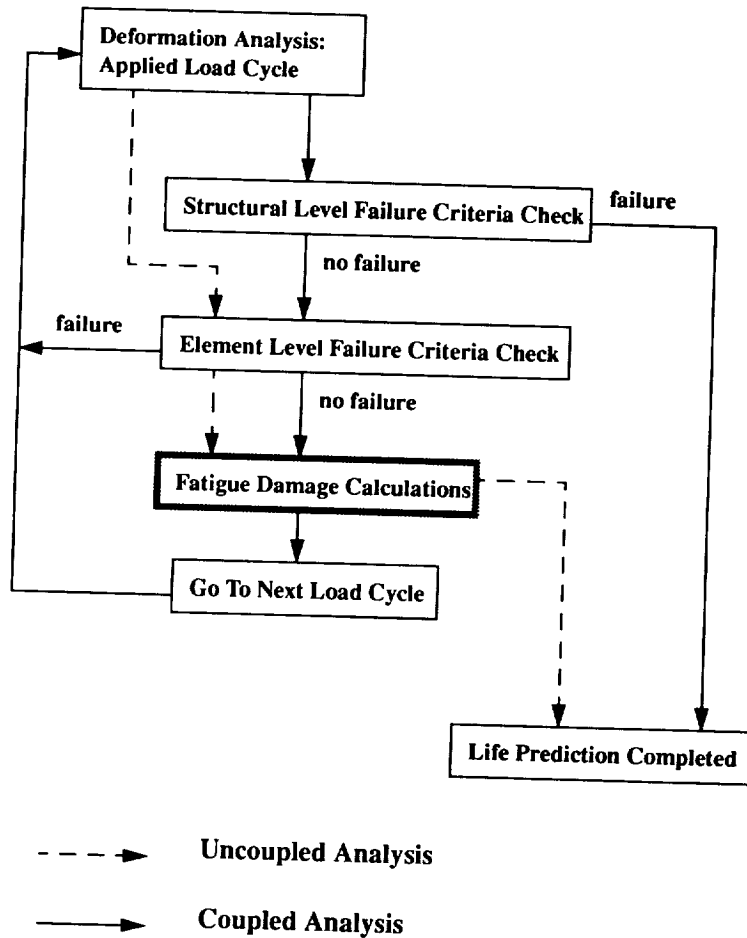 Deformation Analysis:
Applied Load Cycle
Structural Level Failure Criteria Check
failure
no failure
failure
Element Level Failure Criteria Check
no failure
Fatigue Damage Calculations
Go To Next Load Cycle
Life Prediction Completed
Uncoupled Analysis
Coupled Analysis